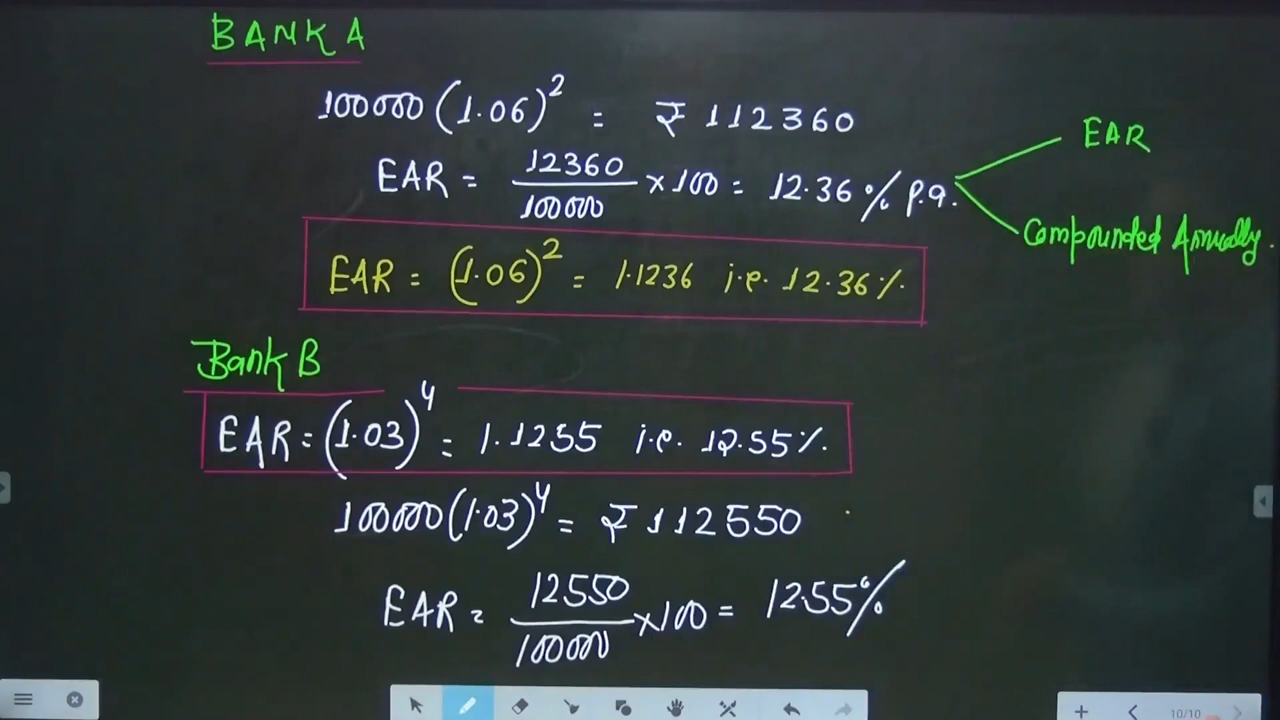 BANK A
100000(1.06)² = ₹ 112360
EAR = 12360/100000 × 100 = 12.36% p.a.
EAR
Compounded Annually.
EAR = (1.06)² = 1.1236 i.e. 12.36%.
Bank B
EAR = (1.03)⁴ = 1.1255 i.e. 12.55%.
100000(1.03)⁴ = ₹ 112550
EAR = 12550/100000 × 100 = 12.55%
10/10